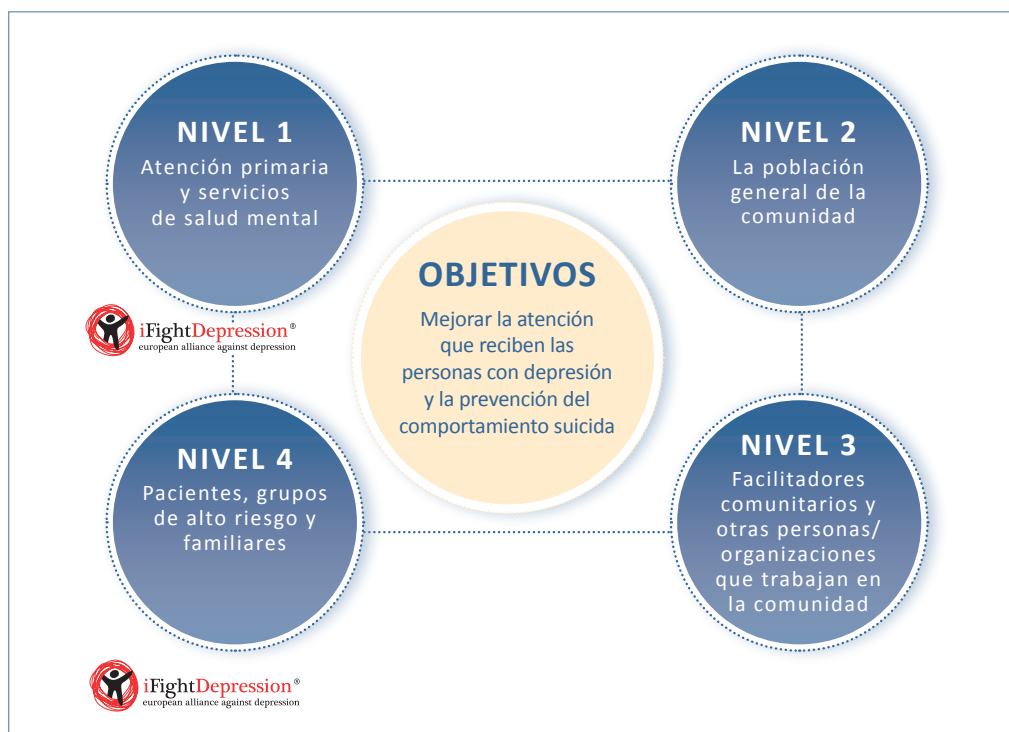 NIVEL 1
Atención primaria
y servicios
de salud mental
NIVEL 2
La población
general de la
comunidad
OBJETIVOS
Mejorar la atención
que reciben las
personas con depresión
y la prevención del
comportamiento suicida
iFightDepression®
european alliance against depression
NIVEL 4
Pacientes, grupos
de alto riesgo y
familiares
NIVEL 3
Facilitadores
comunitarios y
otras personas/
organizaciones
que trabajan en
la comunidad
iFightDepression®
european alliance against depression